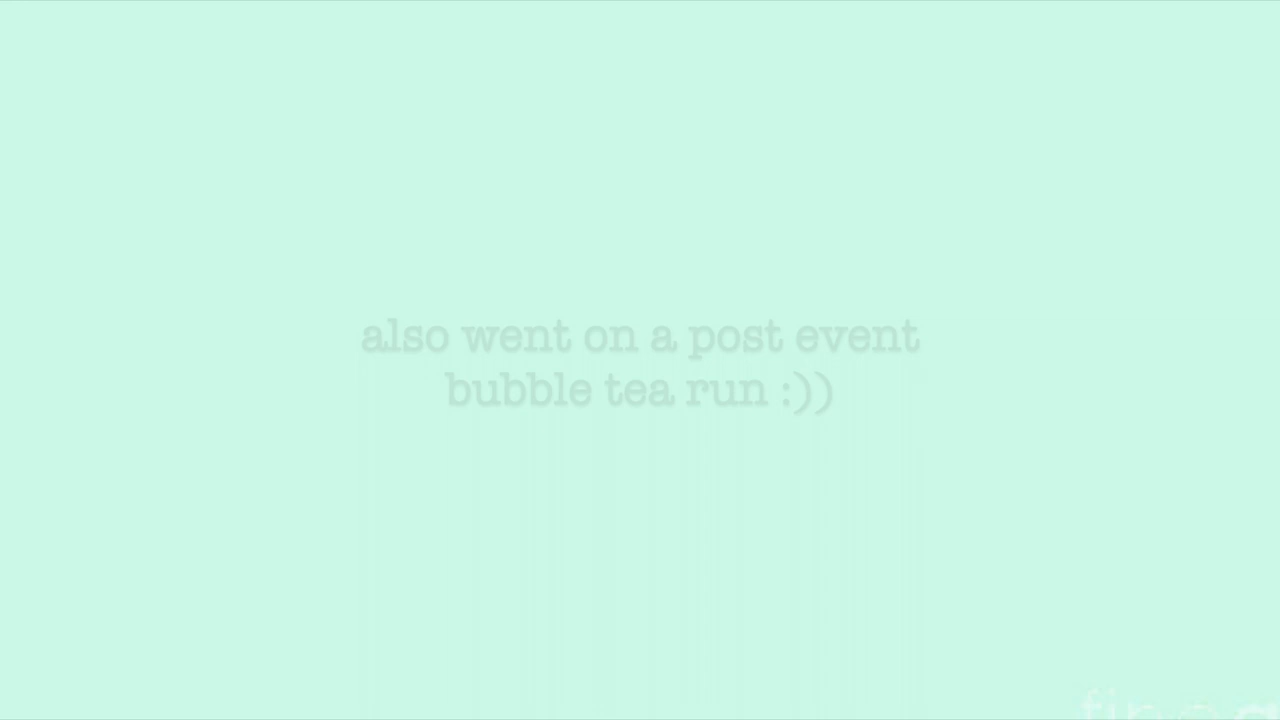 also went on a post event
bubble tea run :))